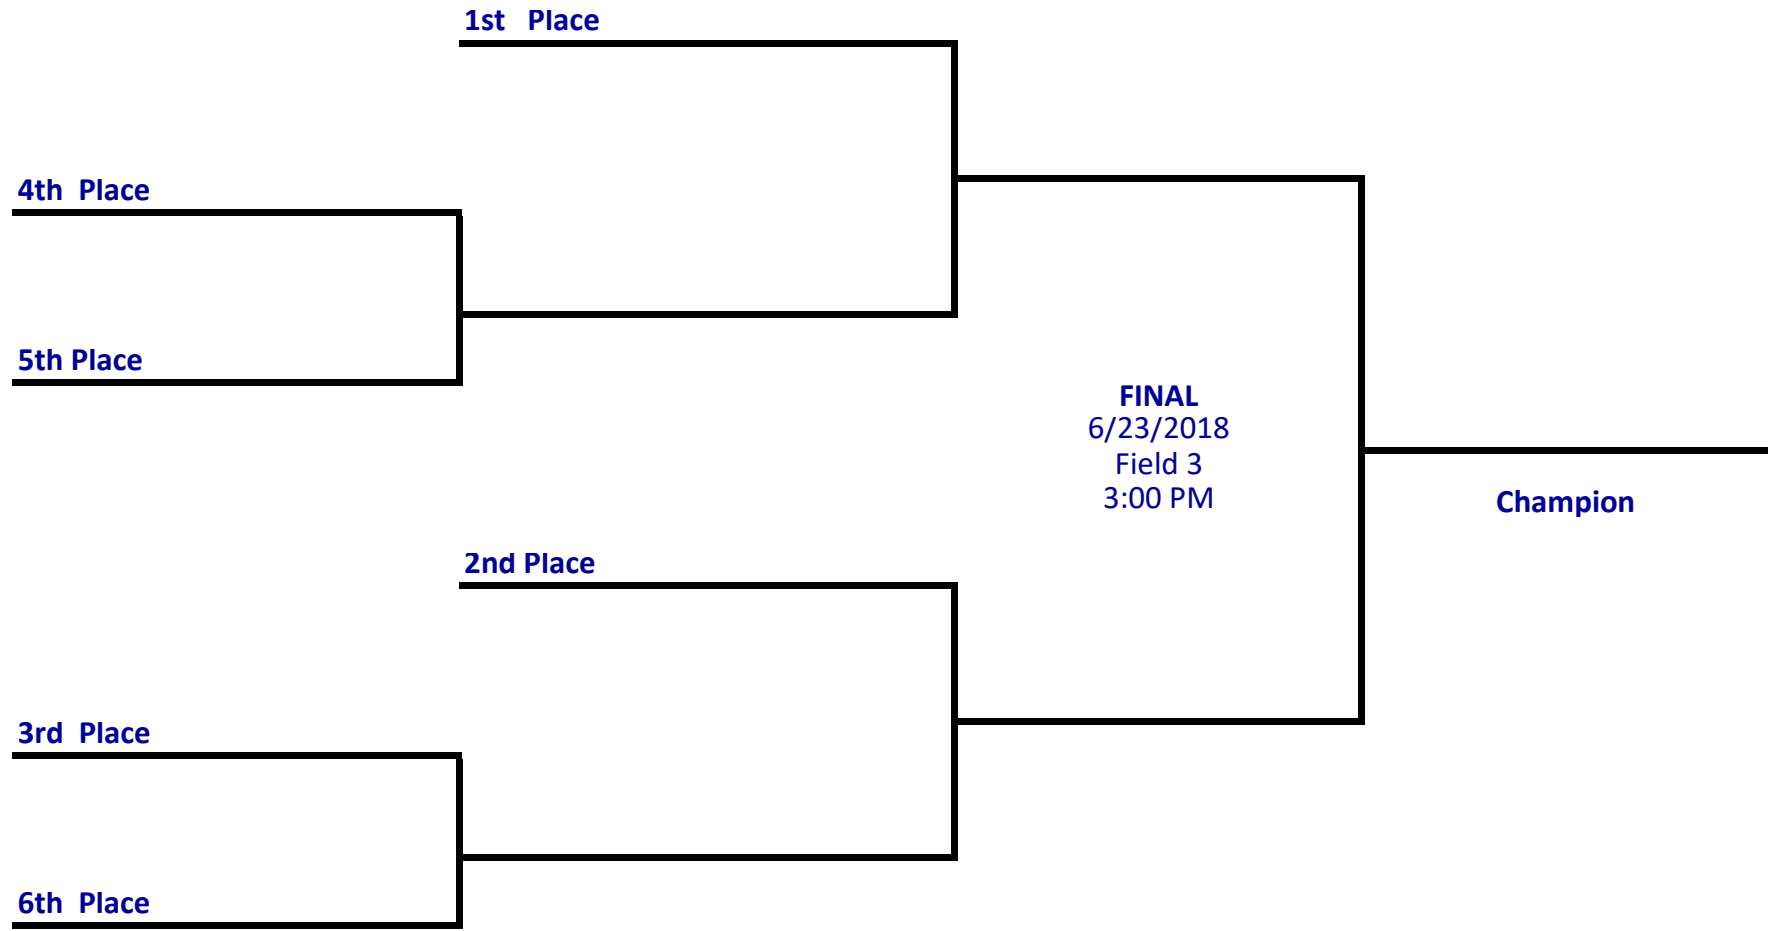 1st   Place
4th  Place
5th Place
FINAL
6/23/2018
Field 3
3:00 PM
Champion
2nd Place
3rd  Place
6th  Place